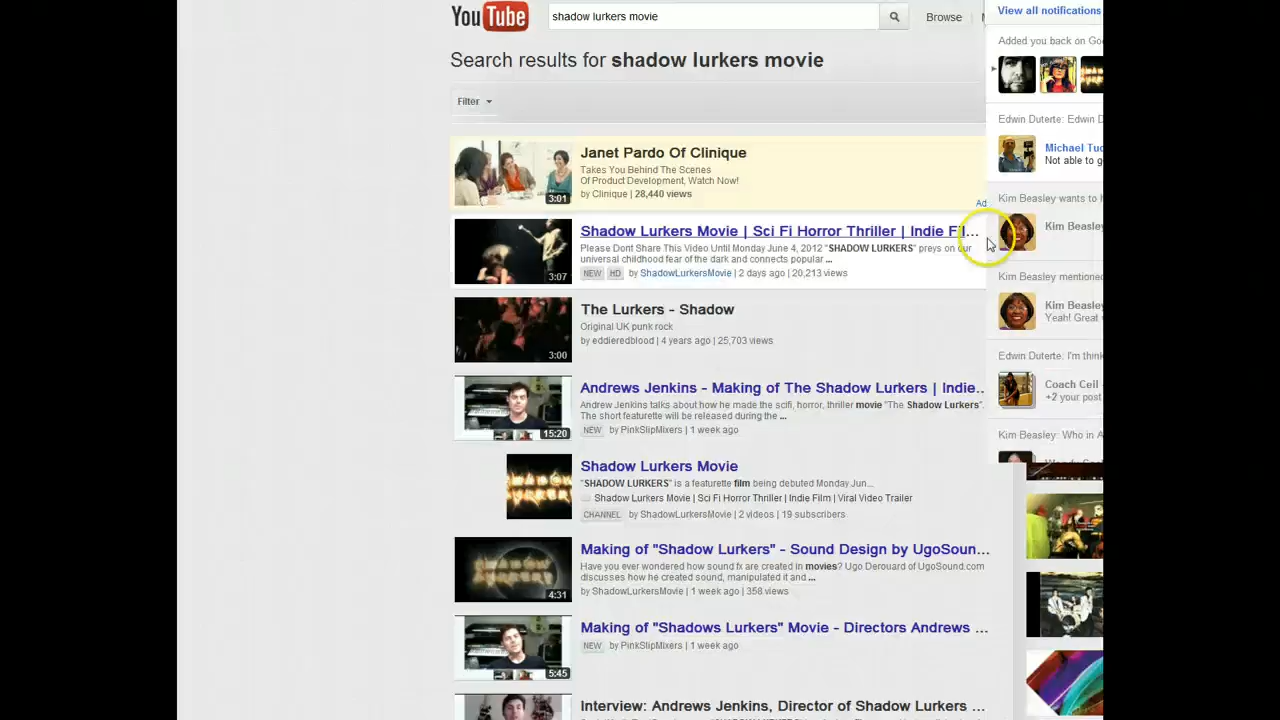 YouTube
shadow lurkers movie
Browse
Search results for shadow lurkers movie
Filter
3:01
Janet Pardo Of Clinique
Takes You Behind The Scenes
Of Product Development, Watch Now!
by Clinique | 28,440 views
Ad
3:07
Shadow Lurkers Movie | Sci Fi Horror Thriller | Indie Fil...
Please Dont Share This Video Until Monday June 4, 2012 "SHADOW LURKERS" preys on our
universal childhood fear of the dark and connects popular ...
NEW HD by ShadowLurkersMovie | 2 days ago | 20,213 views
3:00
The Lurkers - Shadow
Original UK punk rock
by eddieredblood | 4 years ago | 25,703 views
15:20
Andrews Jenkins - Making of The Shadow Lurkers | Indie...
Andrew Jenkins talks about how he made the scifi, horror, thriller movie "The Shadow Lurkers".
The short featurette will be released during the ...
NEW by PinkSlipMixers | 1 week ago
SHADOW
LURKERS
Shadow Lurkers Movie
"SHADOW LURKERS" is a featurette film being debuted Monday Jun...
Shadow Lurkers Movie | Sci Fi Horror Thriller | Indie Film | Viral Video Trailer
CHANNEL by ShadowLurkersMovie | 2 videos | 19 subscribers
4:31
Making of "Shadow Lurkers" - Sound Design by UgoSoun...
Have you ever wondered how sound fx are created in movies? Ugo Derouard of UgoSound.com
discusses how he created sound, manipulated it and ...
by ShadowLurkersMovie | 1 week ago | 358 views
5:45
Making of "Shadows Lurkers" Movie - Directors Andrews ...
NEW by PinkSlipMixers | 1 week ago
Interview: Andrews Jenkins, Director of Shadow Lurkers ...
View all notifications
Added you back on Goo
Edwin Duterte: Edwin D
Michael Tuc
Not able to g
Kim Beasley wants to h
Kim Beasley
Kim Beasley mentioned
Kim Beasley
Yeah! Great
Edwin Duterte. I'm think
Coach Ceil
+2 your post
Kim Beasley: Who in A